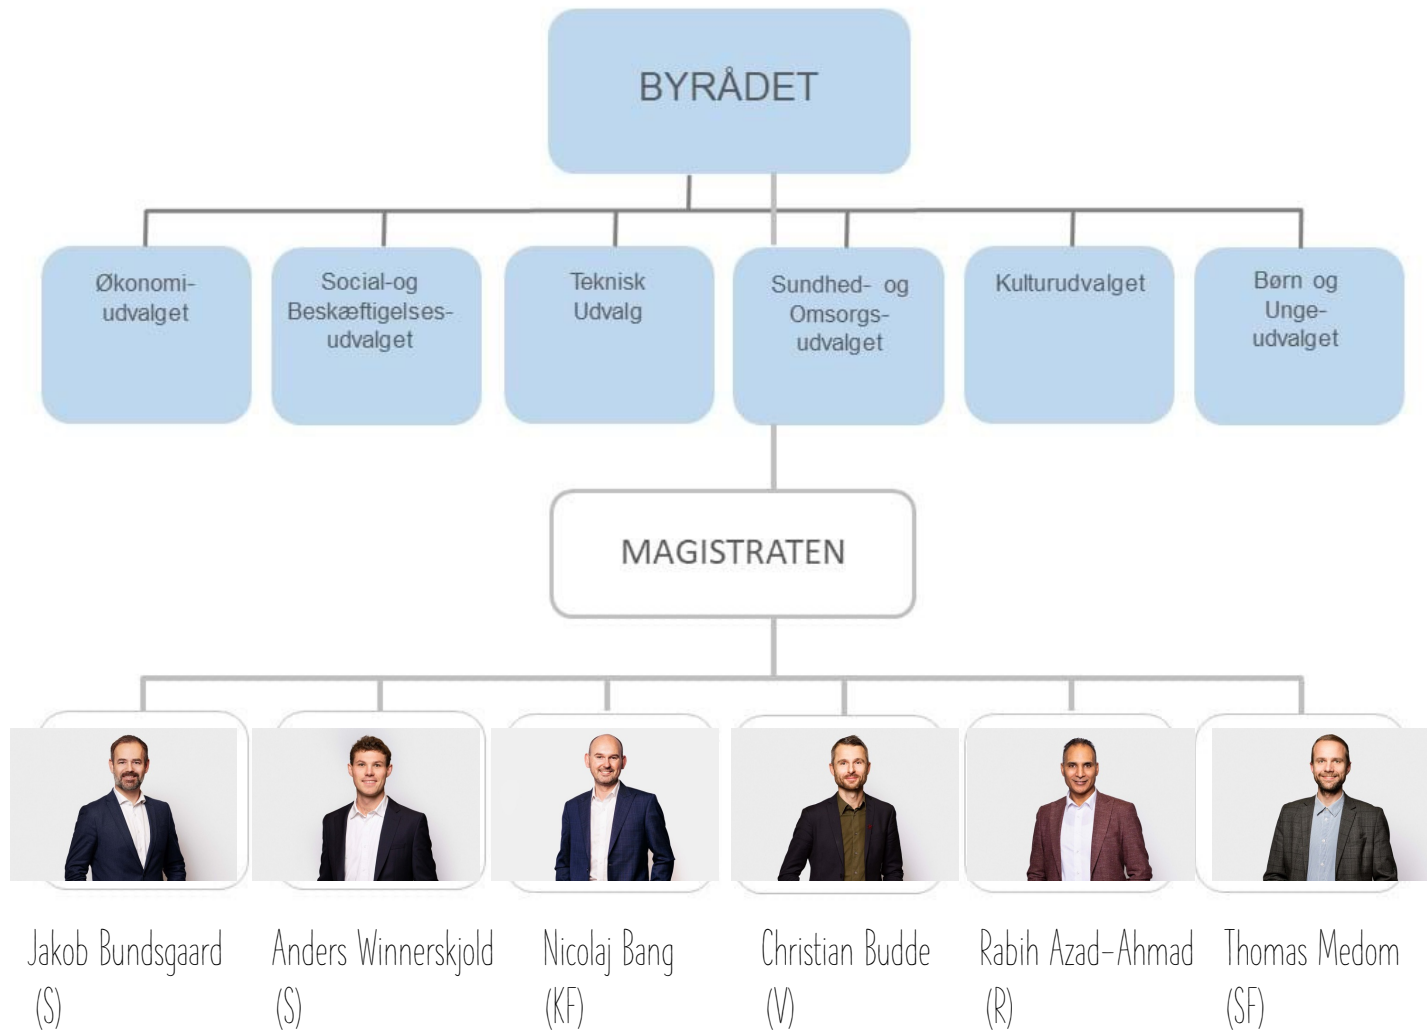 BYRÅDET
Økonomi-
udvalget
Social-og
Beskæftigelses-
udvalget
Teknisk
Udvalg
Sundhed- og
Omsorgs-
udvalget
Kulturudvalget
Børn og
Unge-
udvalget
MAGISTRATEN
Jakob Bundsgaard
(S)
Anders Winnerskjold
(S)
Nicolaj Bang
(KF)
Christian Budde
(V)
Rabih Azad-Ahmad
(R)
Thomas Medom
(SF)